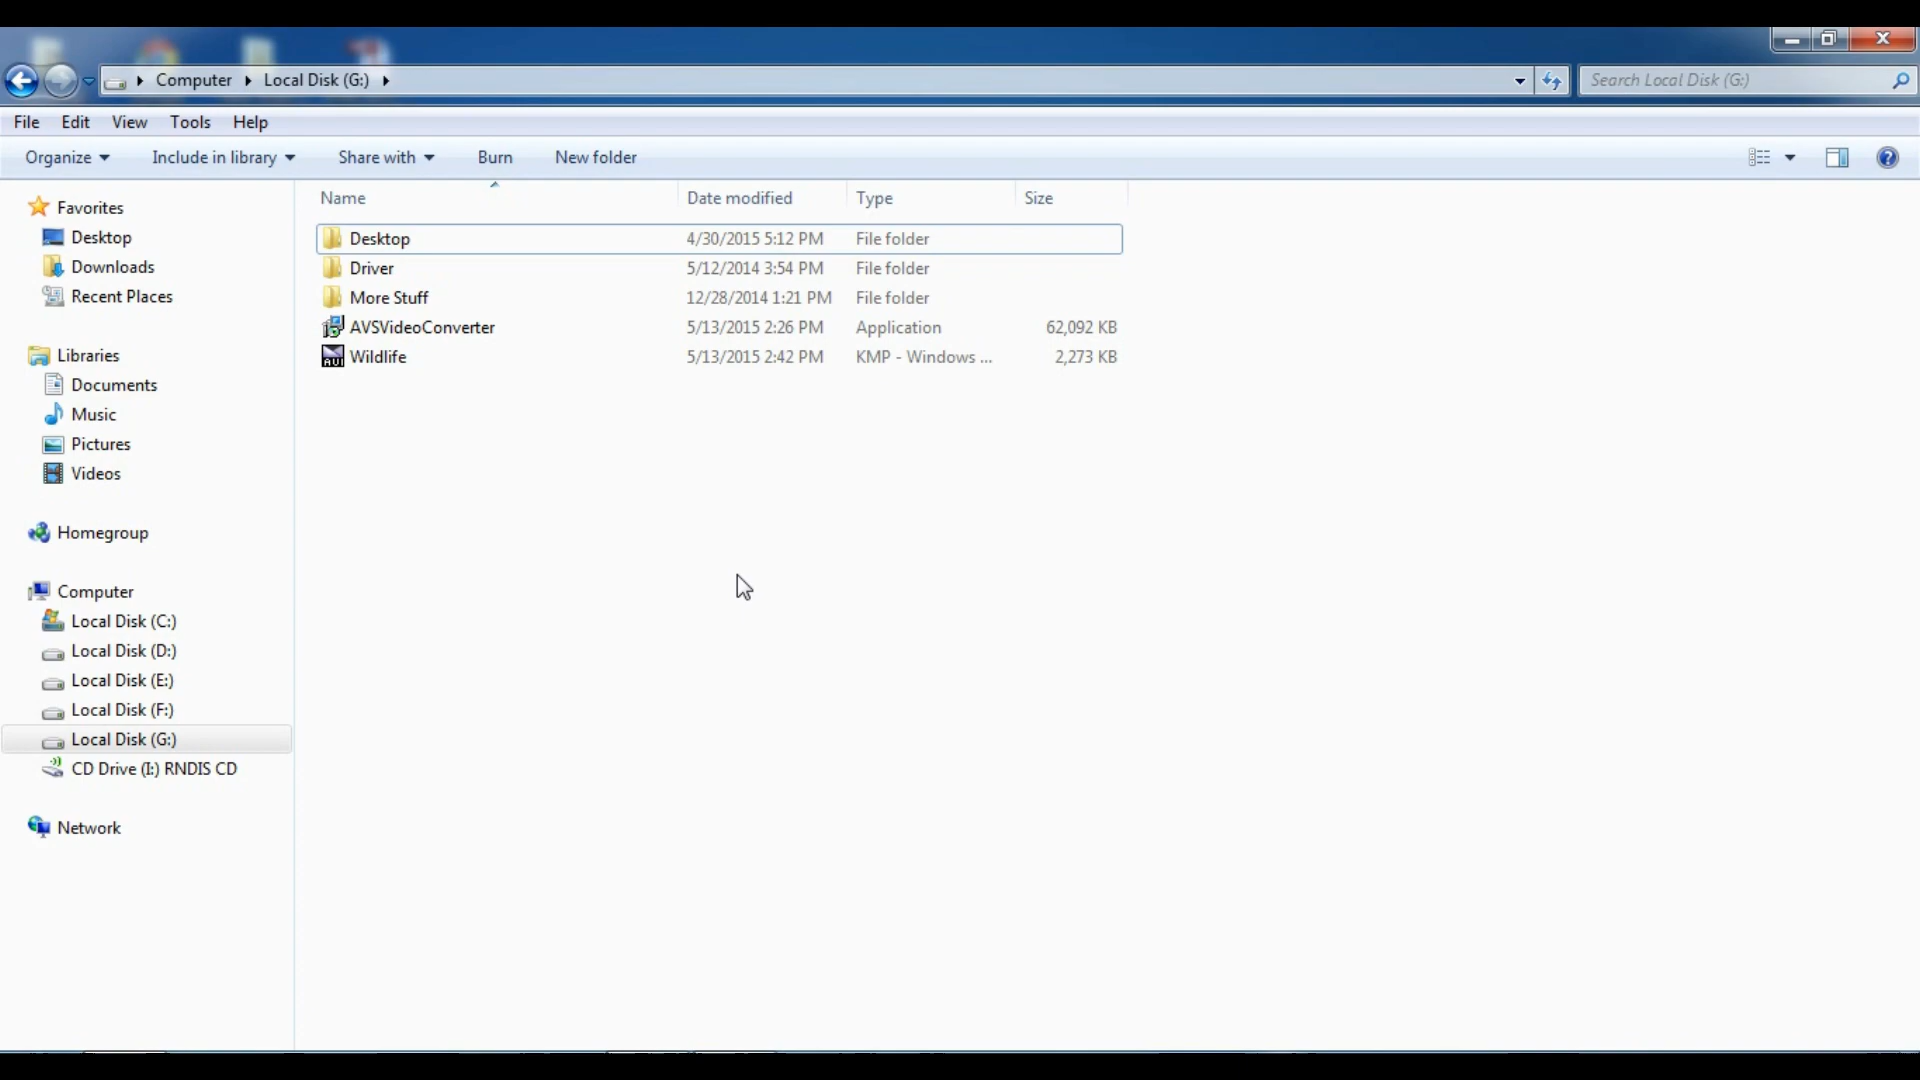 Computer Local Disk (G:) Search Local Disk (G:)
File Edit View Tools Help
Organize Include in library Share with Burn New folder
Name Date modified Type Size
Favorites
Desktop
Downloads
Recent Places
Libraries
Documents
Music
Pictures
Videos
Homegroup
Computer
Local Disk (C:)
Local Disk (D:)
Local Disk (E:)
Local Disk (F:)
Local Disk (G:)
CD Drive (I:) RNDIS CD
Network
Desktop 4/30/2015 5:12 PM File folder
Driver 5/12/2014 3:54 PM File folder
More Stuff 12/28/2014 1:21 PM File folder
AVSVideoConverter 5/13/2015 2:26 PM Application 62,092 KB
Wildlife 5/13/2015 2:42 PM KMP - Windows ... 2,273 KB